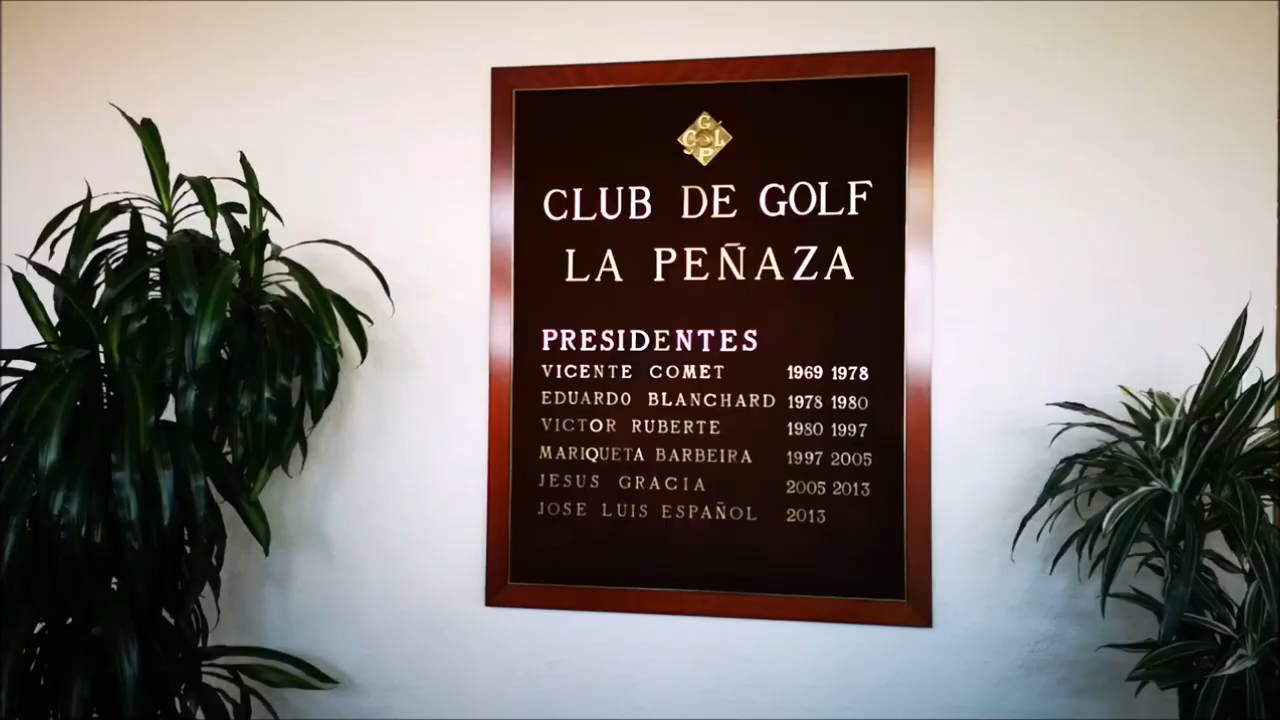 G
C L
P
CLUB DE GOLF
LA PEÑAZA
PRESIDENTES
VICENTE COMET 1969 1978
EDUARDO BLANCHARD 1978 1980
VICTOR RUBERTE 1980 1997
MARIQUETA BARBEIRA 1997 2005
JESUS GRACIA 2005 2013
JOSE LUIS ESPAÑOL 2013